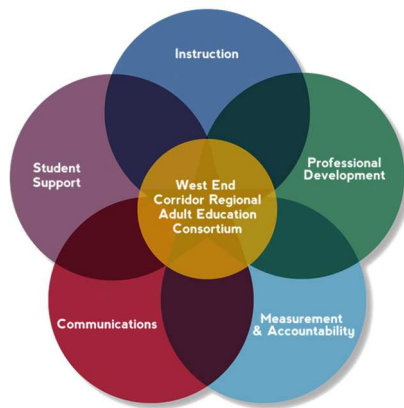 Instruction
Student
Support
Professional
Development
West End
Corridor Regional
Adult Education
Consortium
Communications
Measurement
& Accountability